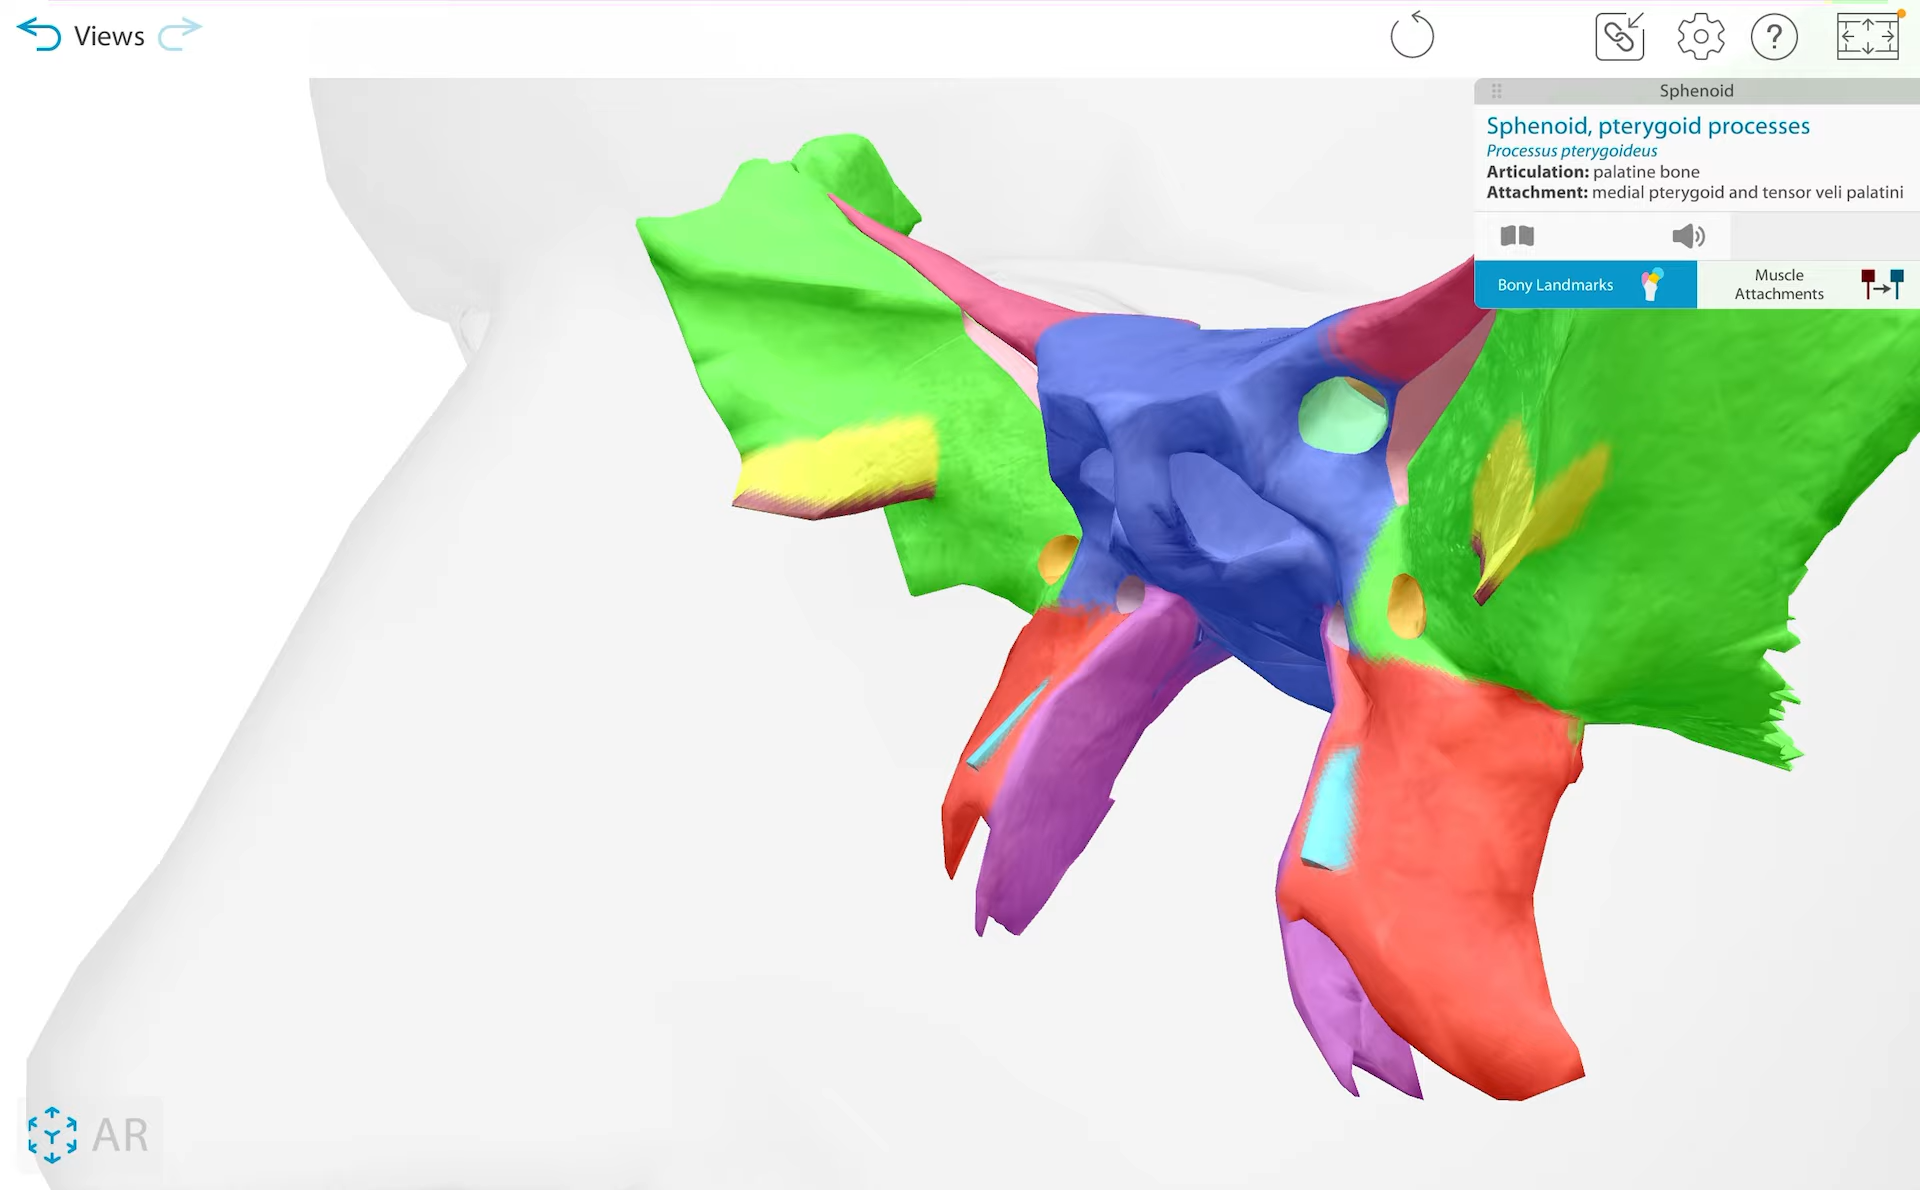 Views
?
Sphenoid
Sphenoid, pterygoid processes
Processus pterygoideus
Articulation: palatine bone
Attachment: medial pterygoid and tensor veli palatini
Bony Landmarks
Muscle
Attachments
AR